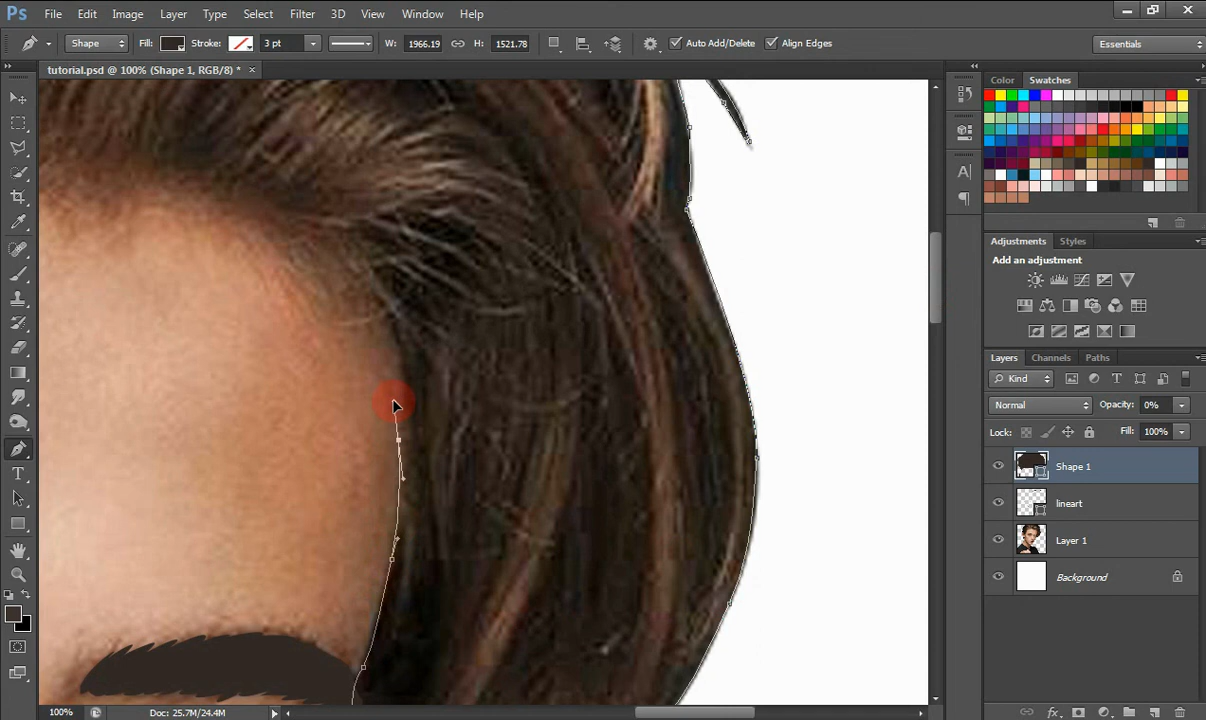 Ps File Edit Image Layer Type Select Filter 3D View Window Help
Shape Fill: Stroke: 3 pt W: 1966.19 H: 1521.78 Auto Add/Delete Align Edges Essentials
tutorial.psd @ 100% (Shape 1, RGB/8) * ×
Color Swatches
Adjustments Styles
Add an adjustment
Layers Channels Paths
Kind
Normal Opacity: 0%
Lock: Fill: 100%
Shape 1
lineart
Layer 1
Background
100% Doc: 25.7M/24.4M